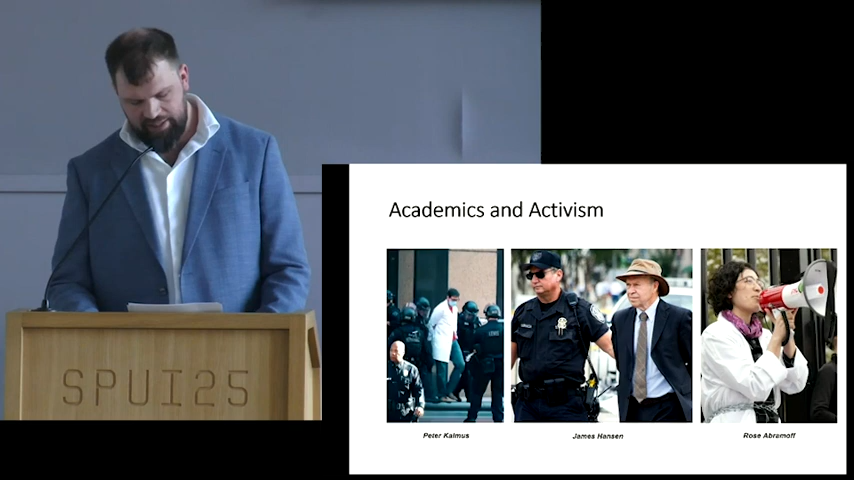 SPUI25
Academics and Activism
Peter Kalmus
James Hansen
Rose Abramoff